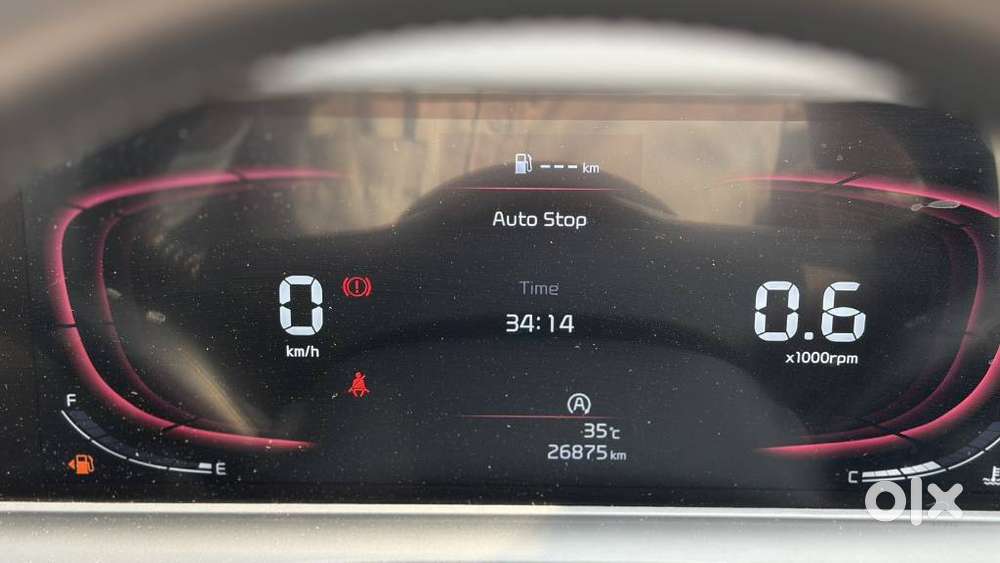 --- km
Auto Stop
Time
0
34:14
0.6
km/h
x1000rpm
F
A
35°C
E
26875 km
C
olx